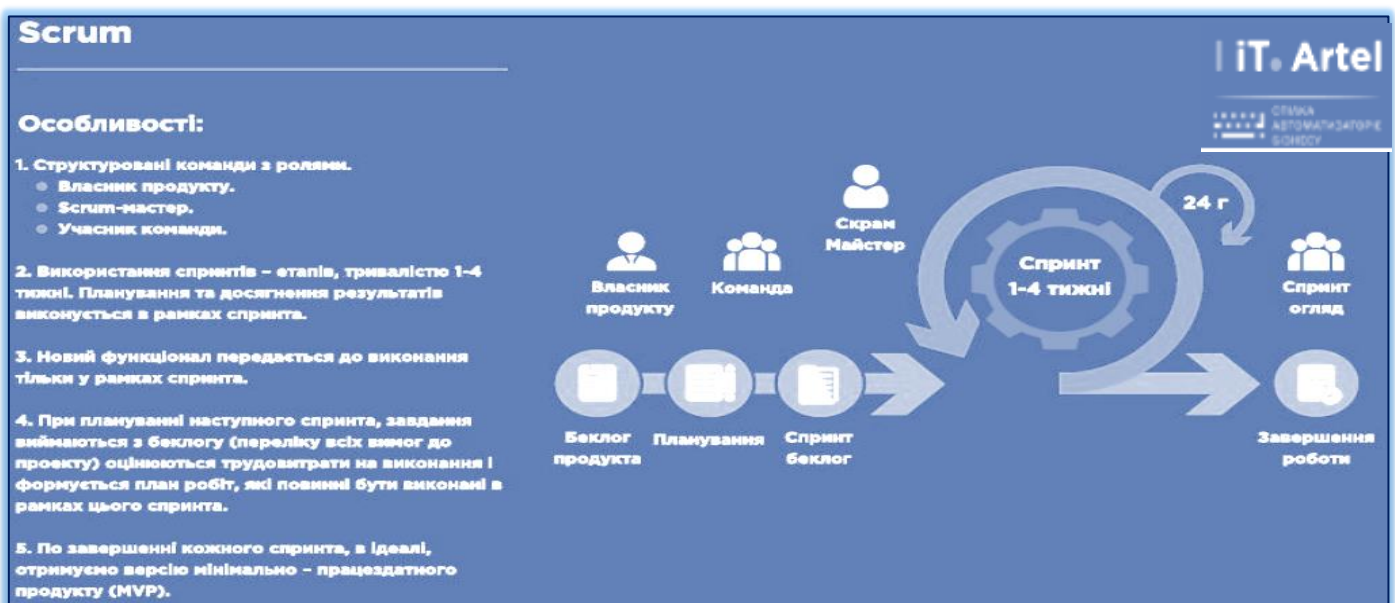 Scrum
iT. Artel
СПІЛКА
АВТОМАТИЗАТОРІВ
БІЗНЕСУ
Особливості:
1. Структуровані команди з ролями.
Власник продукту.
Scrum-мастер.
Учасник команди.
2. Використання спринтів – етапів, тривалістю 1-4
тижні. Планування та досягнення результатів
виконується в рамках спринта.
3. Новий функціонал передається до виконання
тільки у рамках спринта.
4. При плануванні наступного спринта, завдання
виймаються з беклогу (переліку всіх вимог до
проекту) оцінюються трудовитрати на виконання і
формується план робіт, які повинні бути виконані в
рамках цього спринта.
5. По завершенні кожного спринта, в ідеалі,
отримуємо версію мінімально – працездатного
продукту (MVP).
Власник
продукту
Команда
Скрам
Майстер
Спринт
1-4 тижні
24 г
Спринт
огляд
Беклог
продукта
Планування
Спринт
беклог
Завершення
роботи